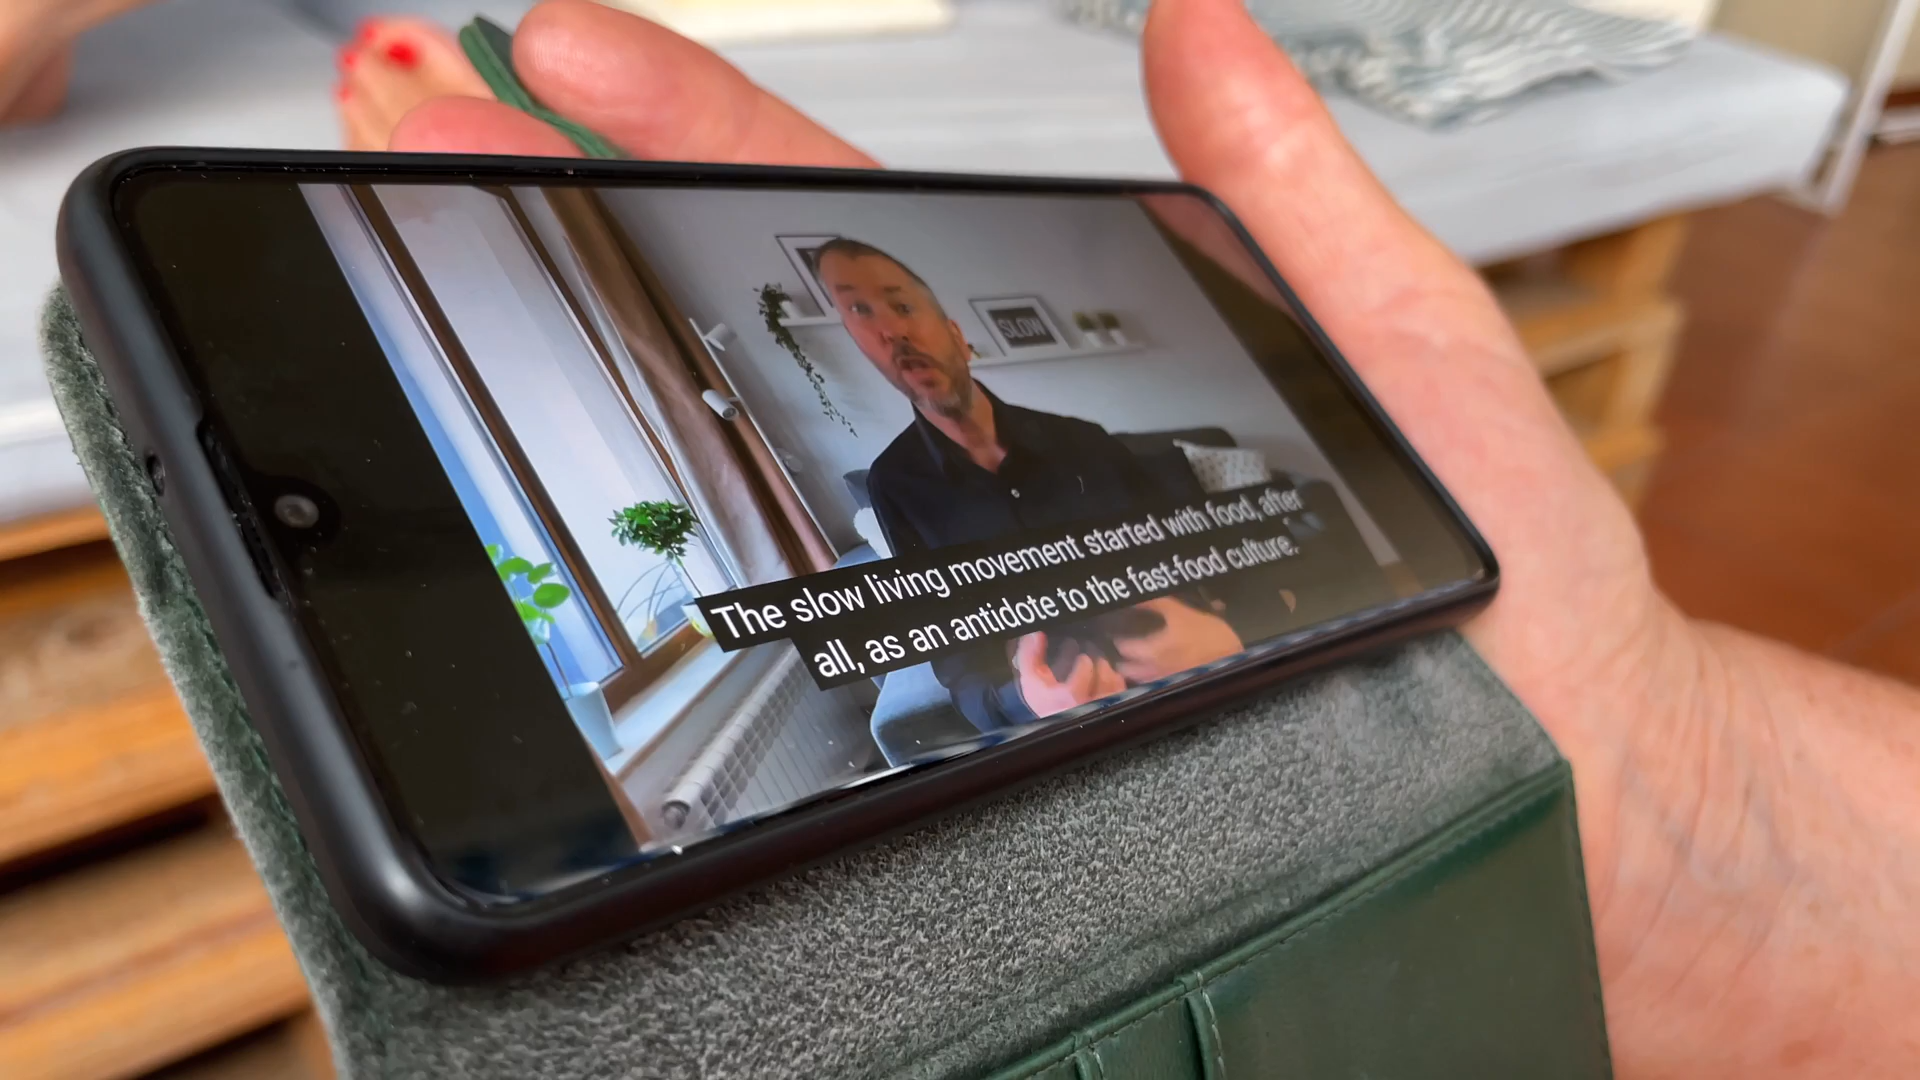 SLOW
The slow living movement started with food, after
all, as an antidote to the fast-food culture.